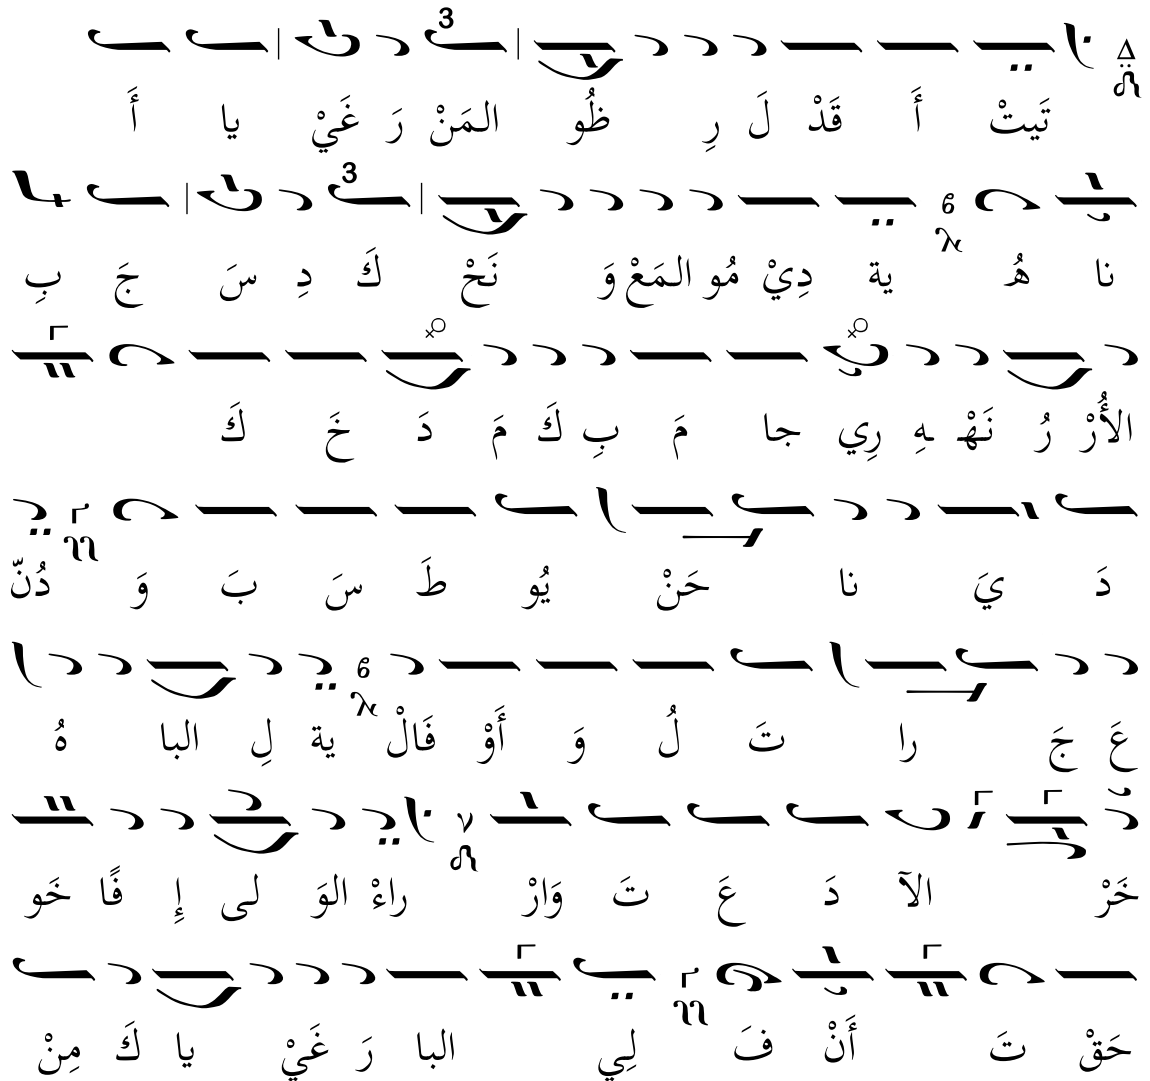 تَيتْ أَ قَدْ لَ رِ ظُو المَنْ رَ غَيْ يا أَ
نا هُ ية دِيْ مُو المَعْ وَ نَحْ كَ دِ سَ جَ بِ
الأُرْ رُ نَهْ هِ رِي جا مَ بِ كَ مَ دَ خَ كَ
دَ يَ نا حَنْ يُو طَ سَ بَ وَ دُنّ
عَ جَ را تَ لُ وَ أَوْ فَالْ ية لِ البا هُ
خَرْ الآ دَ عَ تَ وَارْ راءْ الوَ لى إِ فًا خَو
حَقْ تَ أَنْ فَ لِي البا رَ غَيْ يا كَ مِنْ